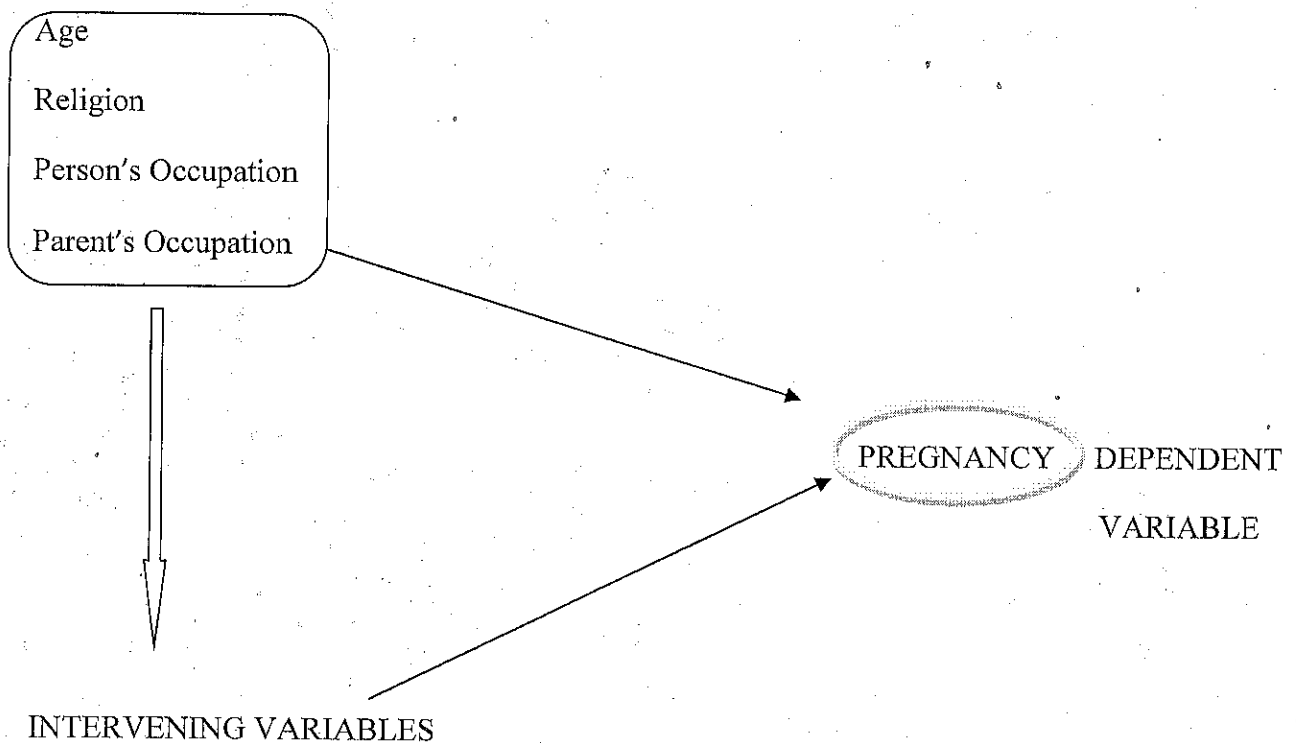 Age
Religion
Person's Occupation
Parent's Occupation
PREGNANCY DEPENDENT
VARIABLE
INTERVENING VARIABLES